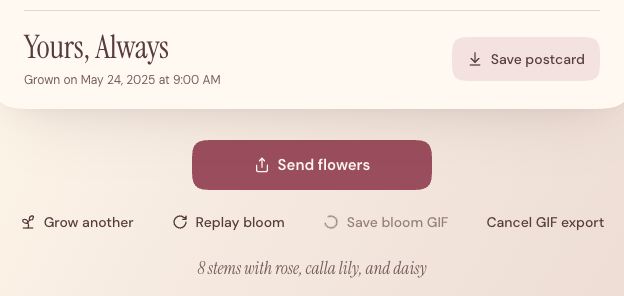 Yours, Always
Grown on May 24, 2025 at 9:00 AM
Save postcard
Send flowers
Grow another
Replay bloom
Save bloom GIF
Cancel GIF export
8 stems with rose, calla lily, and daisy